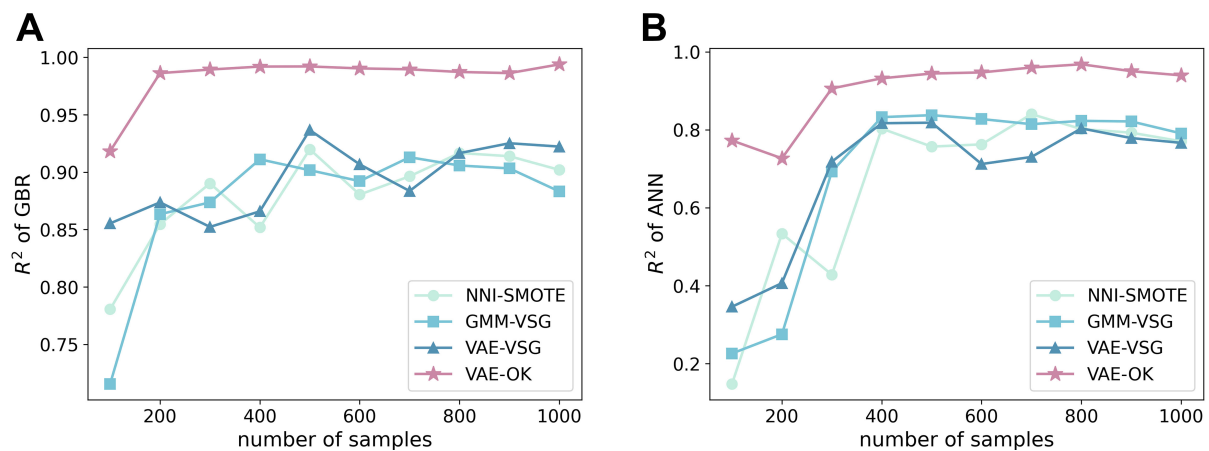 A
1.00
0.95
0.90
0.85
0.80
0.75
R² of GBR
200
400
600
800
1000
number of samples
NNI-SMOTE
GMM-VSG
VAE-VSG
VAE-OK
B
1.0
0.8
0.6
0.4
0.2
R² of ANN
200
400
600
800
1000
number of samples
NNI-SMOTE
GMM-VSG
VAE-VSG
VAE-OK